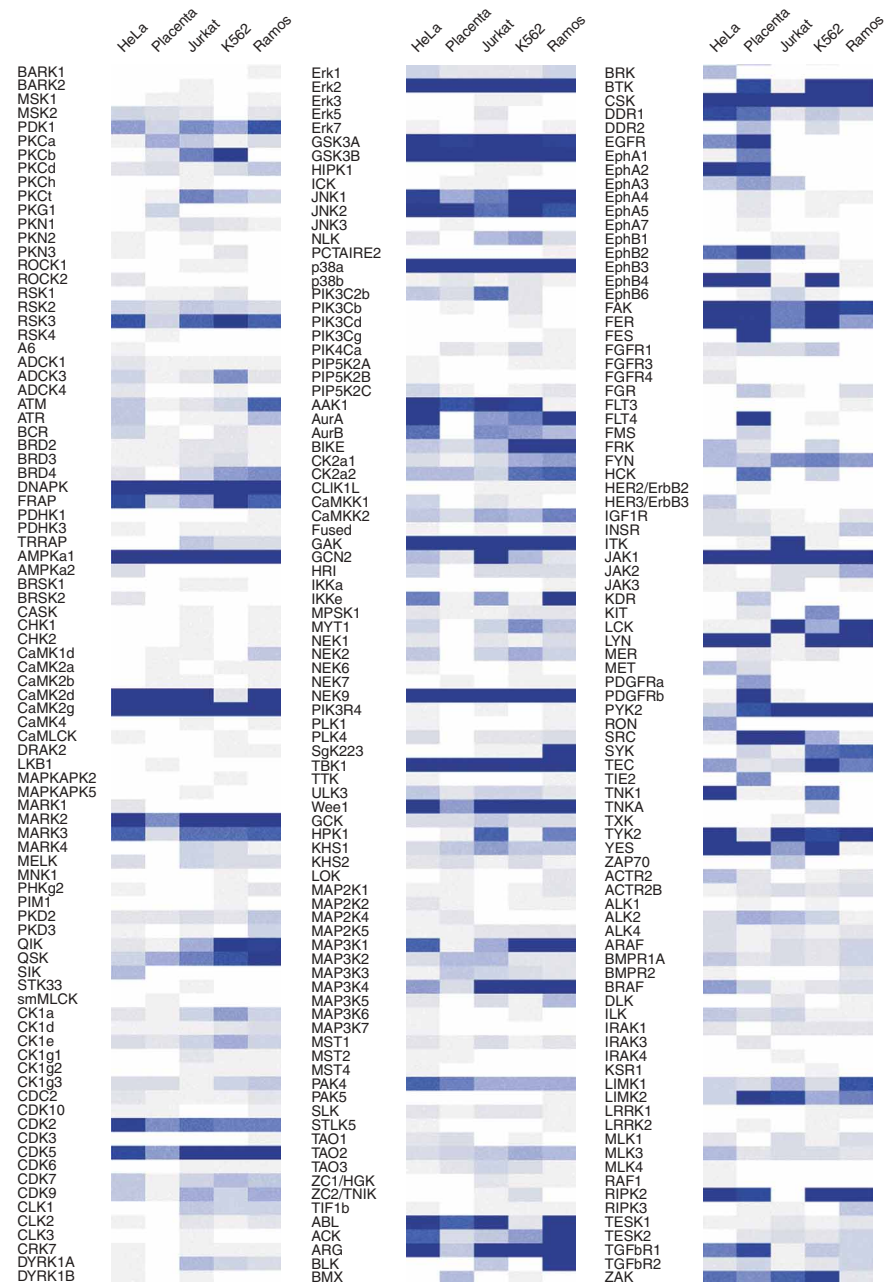 HeLa Placenta Jurkat K562 Ramos
BARK1
BARK2
MSK1
MSK2
PDK1
PKCa
PKCb
PKCd
PKCh
PKCt
PKG1
PKN1
PKN2
PKN3
ROCK1
ROCK2
RSK1
RSK2
RSK3
RSK4
A6
ADCK1
ADCK3
ADCK4
ATM
ATR
BCR
BRD2
BRD3
BRD4
DNAPK
FRAP
PDHK1
PDHK3
TRRAP
AMPKa1
AMPKa2
BRSK1
BRSK2
CASK
CHK1
CHK2
CaMK1d
CaMK2a
CaMK2b
CaMK2d
CaMK2g
CaMK4
CaMLCK
DRAK2
LKB1
MAPKAPK2
MAPKAPK5
MARK1
MARK2
MARK3
MARK4
MELK
MNK1
PHKg2
PIM1
PKD2
PKD3
QIK
QSK
SIK
STK33
smMLCK
CK1a
CK1d
CK1e
CK1g1
CK1g2
CK1g3
CDC2
CDK10
CDK2
CDK3
CDK5
CDK6
CDK7
CDK9
CLK1
CLK2
CLK3
CRK7
DYRK1A
DYRK1B
HeLa Placenta Jurkat K562 Ramos
Erk1
Erk2
Erk3
Erk5
Erk7
GSK3A
GSK3B
HIPK1
ICK
JNK1
JNK2
JNK3
NLK
PCTAIRE2
p38a
p38b
PIK3C2b
PIK3Cb
PIK3Cd
PIK3Cg
PIK4Ca
PIP5K2A
PIP5K2B
PIP5K2C
AAK1
AurA
AurB
BIKE
CK2a1
CK2a2
CLIK1L
CaMKK1
CaMKK2
Fused
GAK
GCN2
HRI
IKKa
IKKe
MPSK1
MYT1
NEK1
NEK2
NEK6
NEK7
NEK9
PIK3R4
PLK1
PLK4
SgK223
TBK1
TTK
ULK3
Wee1
GCK
HPK1
KHS1
KHS2
LOK
MAP2K1
MAP2K2
MAP2K4
MAP2K5
MAP3K1
MAP3K2
MAP3K3
MAP3K4
MAP3K5
MAP3K6
MAP3K7
MST1
MST2
MST4
PAK4
PAK5
SLK
STLK5
TAO1
TAO2
TAO3
ZC1/HGK
ZC2/TNIK
TIF1b
ABL
ACK
ARG
BLK
BMX
HeLa Placenta Jurkat K562 Ramos
BRK
BTK
CSK
DDR1
DDR2
EGFR
EphA1
EphA2
EphA3
EphA4
EphA5
EphA7
EphB1
EphB2
EphB3
EphB4
EphB6
FAK
FER
FES
FGFR1
FGFR3
FGFR4
FGR
FLT3
FLT4
FMS
FRK
FYN
HCK
HER2/ErbB2
HER3/ErbB3
IGF1R
INSR
ITK
JAK1
JAK2
JAK3
KDR
KIT
LCK
LYN
MER
MET
PDGFRa
PDGFRb
PYK2
RON
SRC
SYK
TEC
TIE2
TNK1
TNKA
TXK
TYK2
YES
ZAP70
ACTR2
ACTR2B
ALK1
ALK2
ALK4
ARAF
BMPR1A
BMPR2
BRAF
DLK
ILK
IRAK1
IRAK3
IRAK4
KSR1
LIMK1
LIMK2
LRRK1
LRRK2
MLK1
MLK3
MLK4
RAF1
RIPK2
RIPK3
TESK1
TESK2
TGFbR1
TGFbR2
ZAK